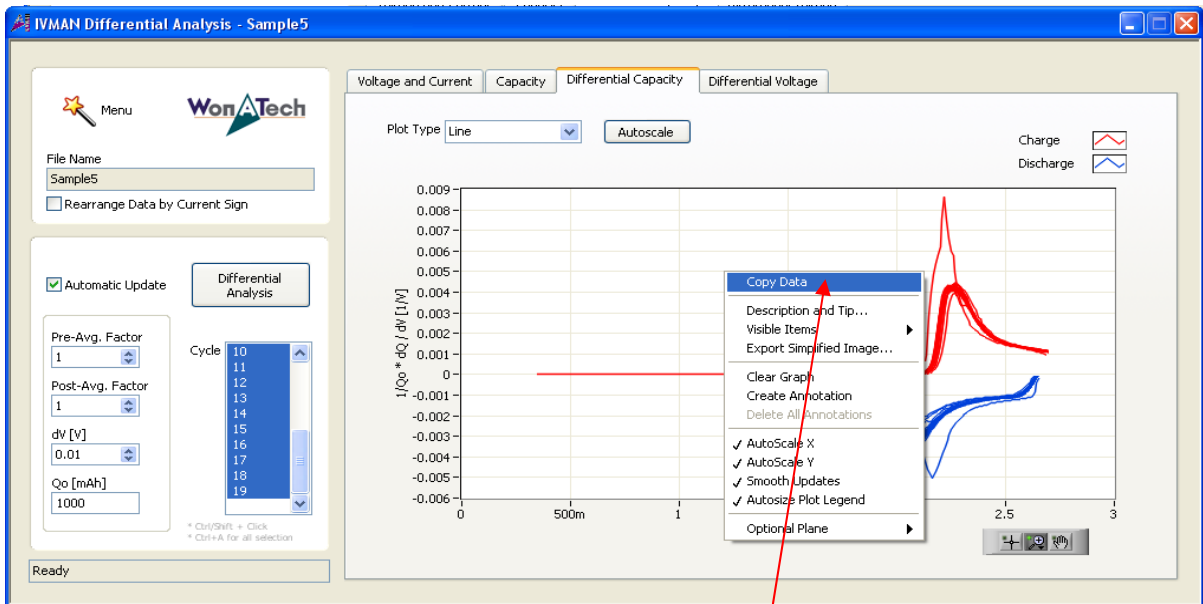 IVMAN Differential Analysis - Sample5
Menu
WonATech
File Name
Sample5
Rearrange Data by Current Sign
Automatic Update
Differential
Analysis
Pre-Avg. Factor
1
Post-Avg. Factor
1
dV [V]
0.01
Qo [mAh]
1000
Cycle
10
11
12
13
14
15
16
17
18
19
* Ctrl/Shift + Click
* Ctrl+A for all selection
Ready
Voltage and Current
Capacity
Differential Capacity
Differential Voltage
Plot Type
Line
Autoscale
Charge
Discharge
1/Qo * dQ / dV [1/V]
0.009
0.008
0.007
0.006
0.005
0.004
0.003
0.002
0.001
0
-0.001
-0.002
-0.003
-0.004
-0.005
-0.006
0
500m
1
2.5
3
Copy Data
Description and Tip...
Visible Items
Export Simplified Image...
Clear Graph
Create Annotation
Delete All Annotations
AutoScale X
AutoScale Y
Smooth Updates
Autosize Plot Legend
Optional Plane